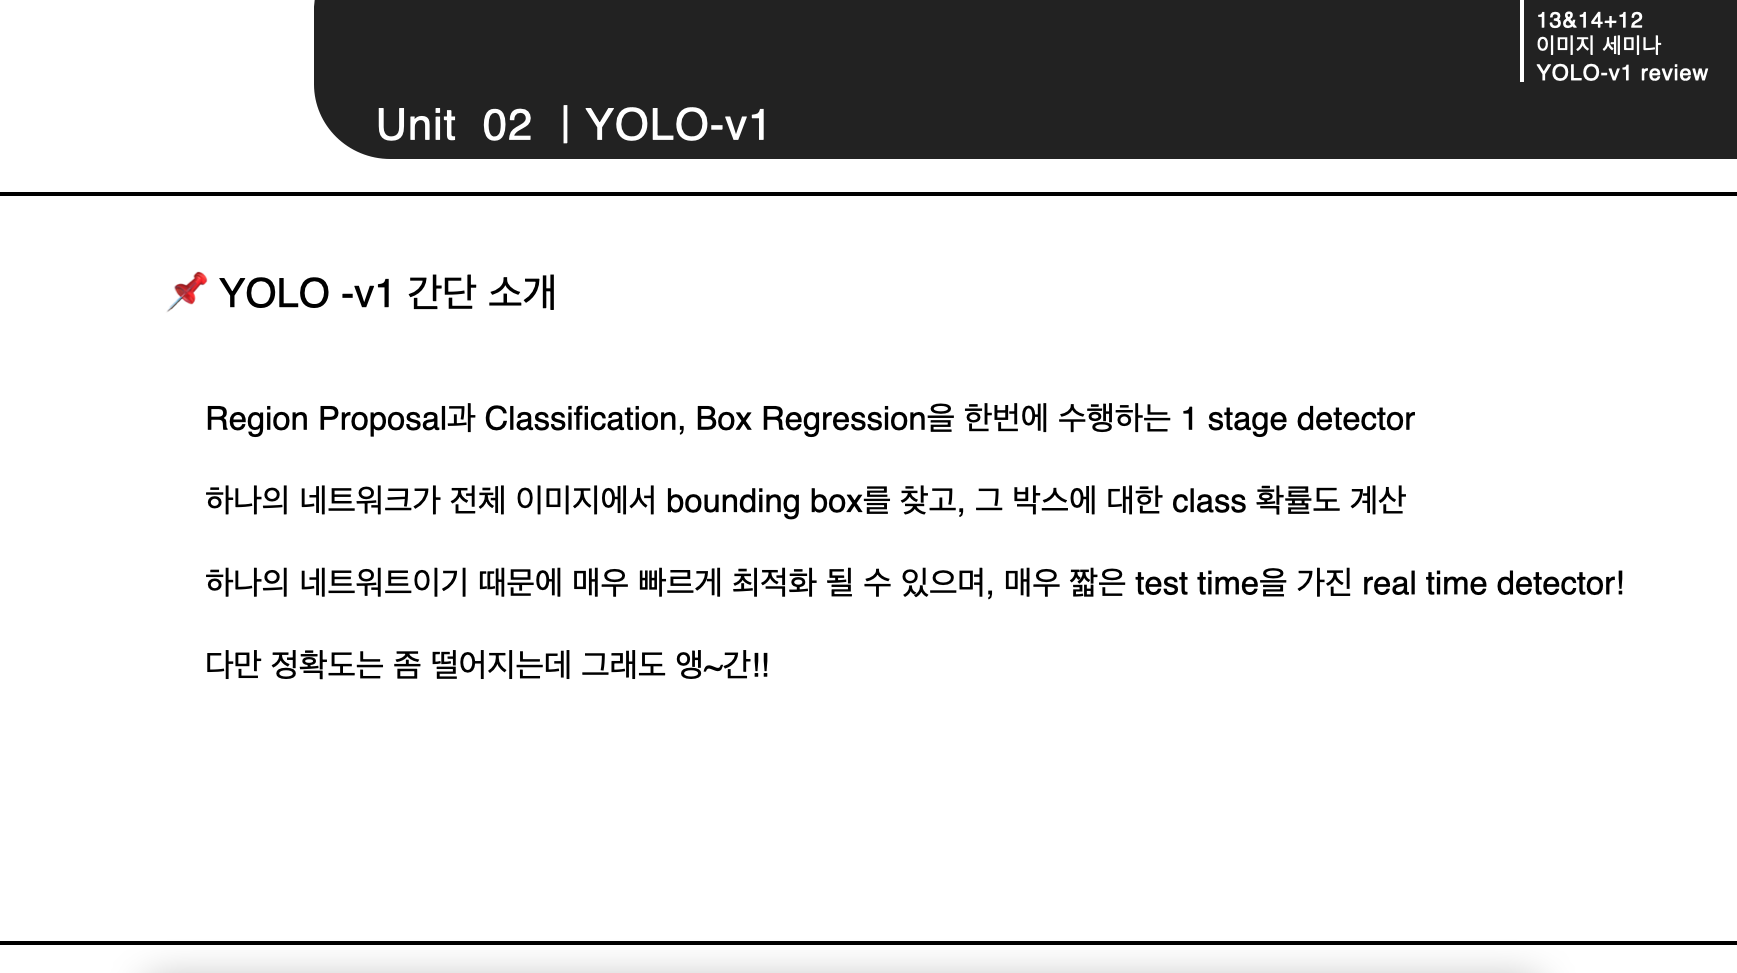 13&14+12
이미지 세미나
YOLO-v1 review
Unit 02 | YOLO-v1
YOLO -v1 간단 소개
Region Proposal과 Classification, Box Regression을 한번에 수행하는 1 stage detector
하나의 네트워크가 전체 이미지에서 bounding box를 찾고, 그 박스에 대한 class 확률도 계산
하나의 네트워트이기 때문에 매우 빠르게 최적화 될 수 있으며, 매우 짧은 test time을 가진 real time detector!
다만 정확도는 좀 떨어지는데 그래도 앵~간!!